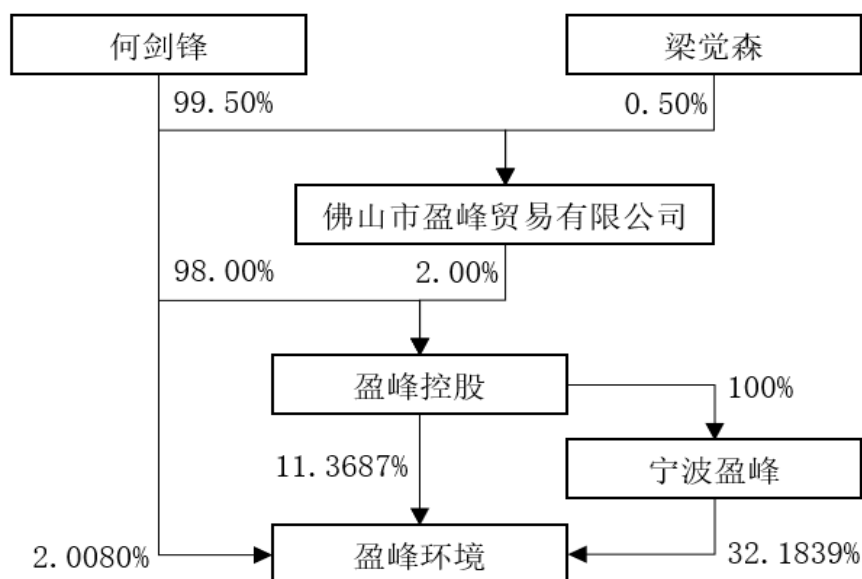 何剑锋
梁觉森
99.50%
0.50%
佛山市盈峰贸易有限公司
98.00%
2.00%
盈峰控股
100%
11.3687%
宁波盈峰
2.0080%
盈峰环境
32.1839%